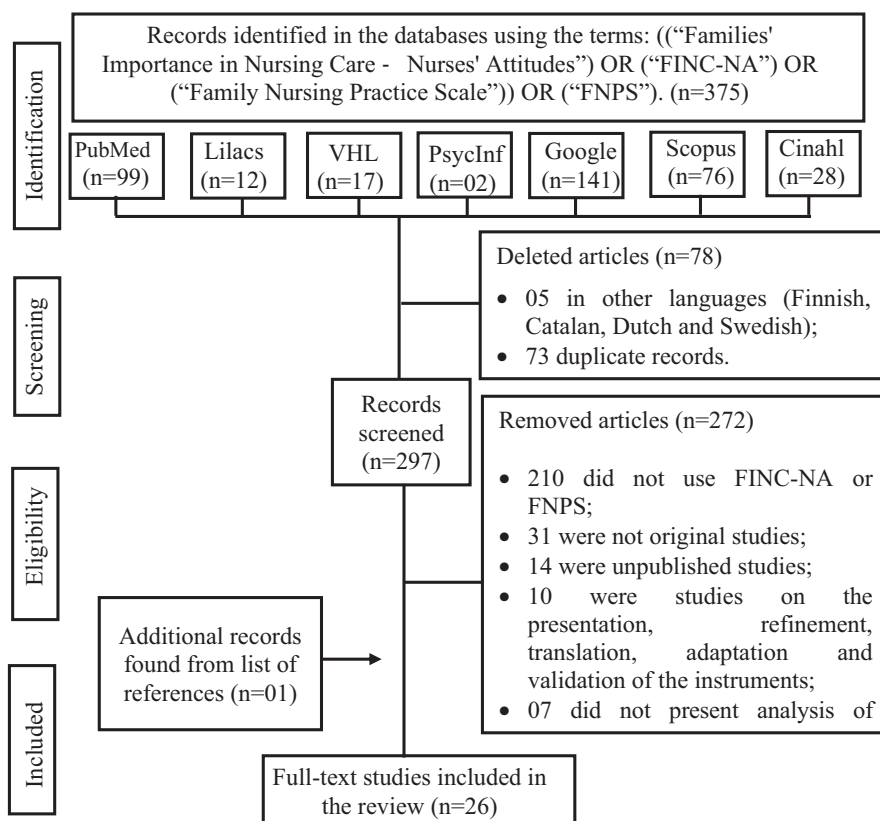 Identification
Records identified in the databases using the terms: ((“Families'
Importance in Nursing Care - Nurses' Attitudes”) OR (“FINC-NA”) OR
(“Family Nursing Practice Scale”)) OR (“FNPS”). (n=375)
PubMed
(n=99)
Lilacs
(n=12)
VHL
(n=17)
PsycInf
(n=02)
Google
(n=141)
Scopus
(n=76)
Cinahl
(n=28)
Screening
Deleted articles (n=78)
• 05 in other languages (Finnish,
Catalan, Dutch and Swedish);
• 73 duplicate records.
Records
screened
(n=297)
Eligibility
Removed articles (n=272)
• 210 did not use FINC-NA or
FNPS;
• 31 were not original studies;
• 14 were unpublished studies;
• 10 were studies on the
presentation, refinement,
translation, adaptation and
validation of the instruments;
• 07 did not present analysis of
Additional records
found from list of
references (n=01)
Included
Full-text studies included in
the review (n=26)